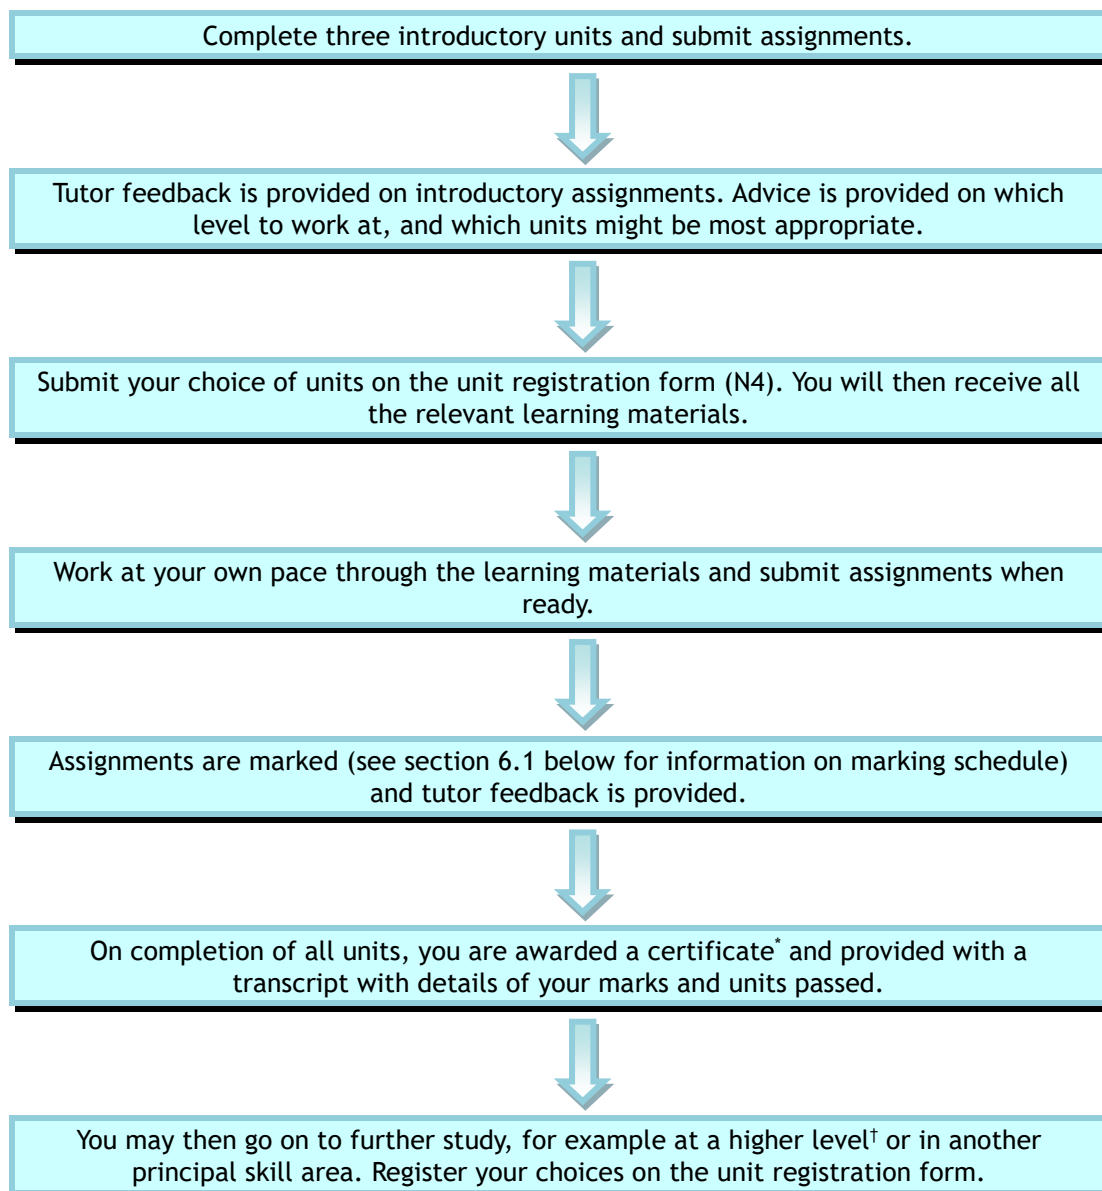 Complete three introductory units and submit assignments.
Tutor feedback is provided on introductory assignments. Advice is provided on which
level to work at, and which units might be most appropriate.
Submit your choice of units on the unit registration form (N4). You will then receive all
the relevant learning materials.
Work at your own pace through the learning materials and submit assignments when
ready.
Assignments are marked (see section 6.1 below for information on marking schedule)
and tutor feedback is provided.
On completion of all units, you are awarded a certificate* and provided with a
transcript with details of your marks and units passed.
You may then go on to further study, for example at a higher level† or in another
principal skill area. Register your choices on the unit registration form.